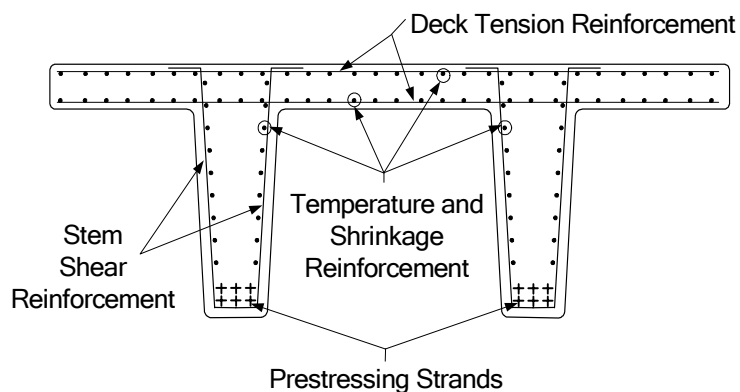 Deck Tension Reinforcement
Temperature and
Shrinkage
Reinforcement
Stem
Shear
Reinforcement
Prestressing Strands